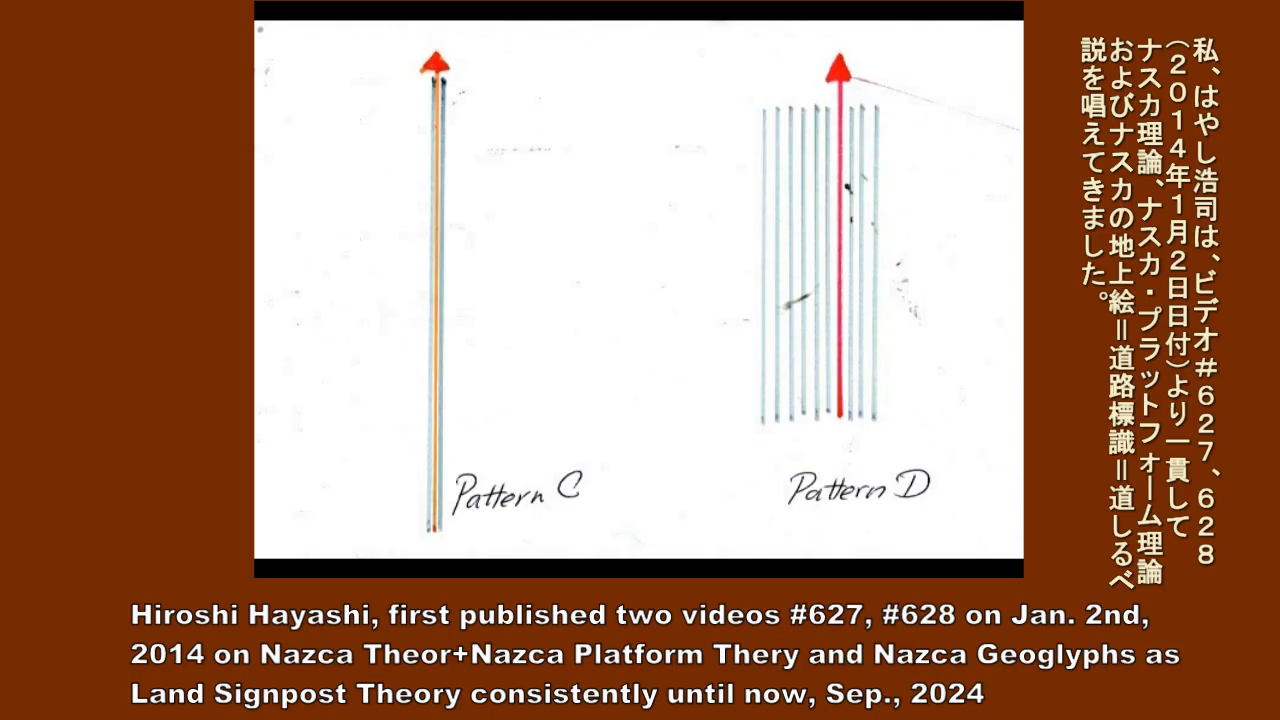 Pattern C
Pattern D
私、はやし浩司は、ビデオ＃６２７、６２８
（２０１４年１月２日日付）より一貫して
ナスカ理論、ナスカ・プラットフォーム理論
およびナスカの地上絵＝道路標識＝道しるべ
説を唱えてきました。
Hiroshi Hayashi, first published two videos #627, #628 on Jan. 2nd,
2014 on Nazca Theor+Nazca Platform Thery and Nazca Geoglyphs as
Land Signpost Theory consistently until now, Sep., 2024